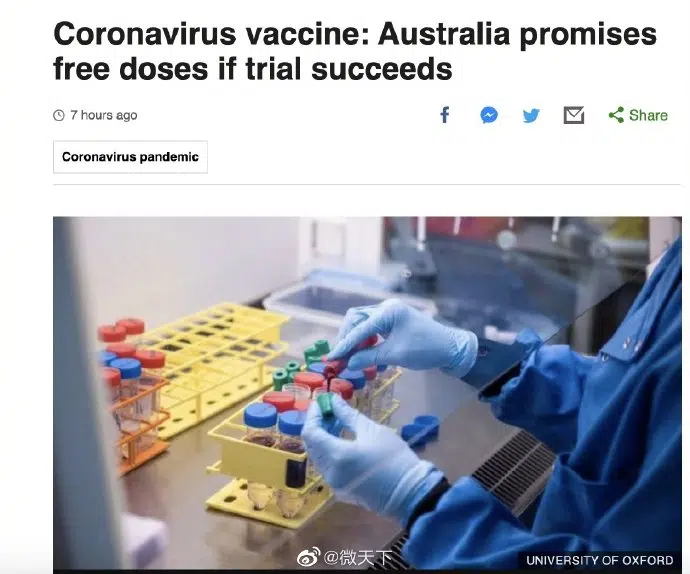 Coronavirus vaccine: Australia promises
free doses if trial succeeds
7 hours ago
Share
Coronavirus pandemic
@微天下
UNIVERSITY OF OXFORD